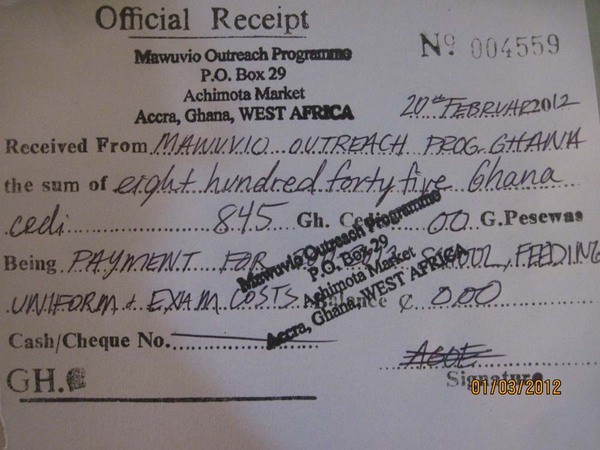 Official Receipt
Mawuvio Outreach Programme
P.O. Box 29
Achimota Market
Accra, Ghana, WEST AFRICA
Nº 004559
20th FEBRUAR 2012
Received From MAWUVIO OUTREACH PROG. GHANA
the sum of eight hundred forty five Ghana
cedi 845 Gh. Cedis 00 G.Pesewas
Being PAYMENT FOR SCHOOL, FEEDING
UNIFORM & EXAM COSTS Balance ₵ 0.00
Mawuvio Outreach Programme
P.O. Box 29
Achimota Market
Accra, Ghana, WEST AFRICA
Cash/Cheque No.
GH.₵
Signature
01/03/2012